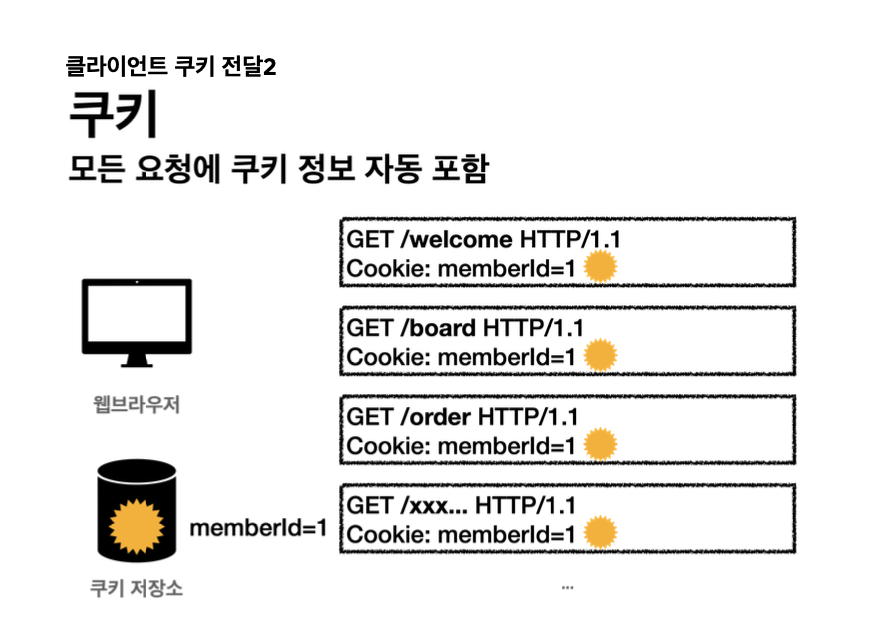 클라이언트 쿠키 전달2
쿠키
모든 요청에 쿠키 정보 자동 포함
GET /welcome HTTP/1.1
Cookie: memberId=1
GET /board HTTP/1.1
Cookie: memberId=1
웹브라우저
GET /order HTTP/1.1
Cookie: memberId=1
GET /xxx... HTTP/1.1
Cookie: memberId=1
memberId=1
쿠키 저장소
...